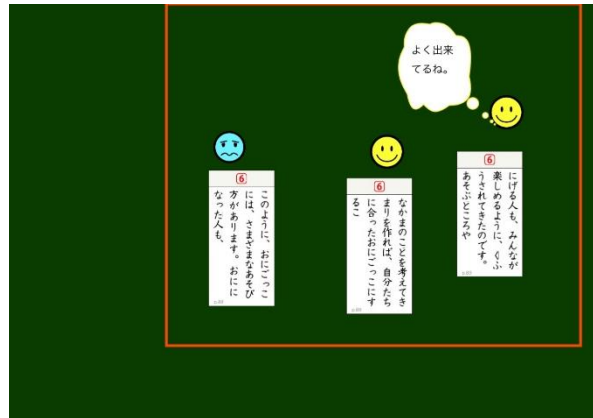 よく出来
てるね。
6
にげる人も、みんなが
楽しめるように、くふ
うされてきたのです。
あそぶところや
6
なかまのことを考えてき
まりを作れば、自分たち
に合ったおにごっこにす
るこ
6
このように、おにごっこ
には、さまざまなあそび
方があります。おにに
なった人も、